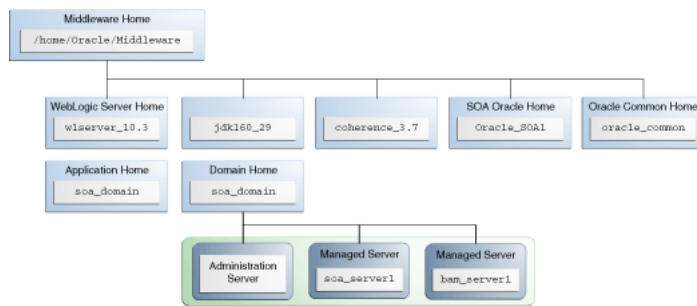 Middleware Home
/home/Oracle/Middleware
WebLogic Server Home
wlserver_10.3
jdk160_29
coherence_3.7
SOA Oracle Home
Oracle_SOA1
Oracle Common Home
oracle_common
Application Home
soa_domain
Domain Home
soa_domain
Administration
Server
Managed Server
soa_server1
Managed Server
bam_server1